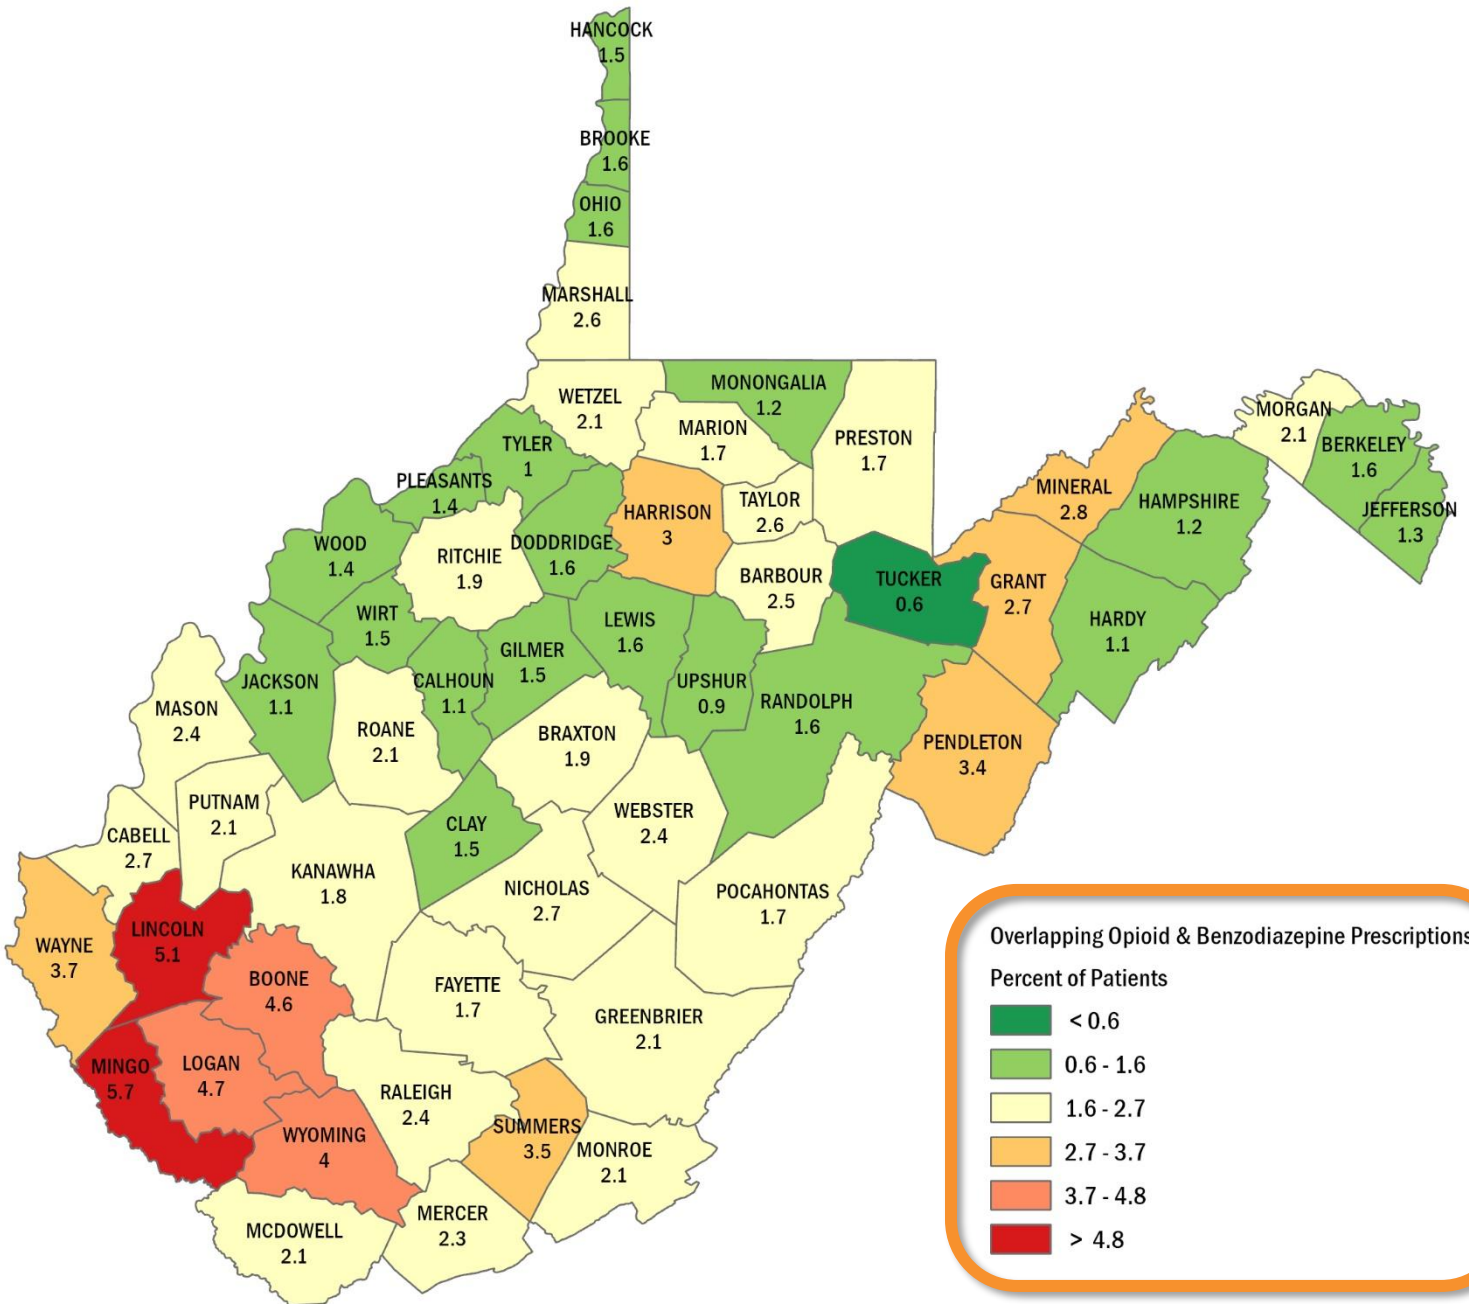 HANCOCK
1.5
BROOKE
1.6
OHIO
1.6
MARSHALL
2.6
WETZEL
2.1
MONONGALIA
1.2
MARION
1.7
PRESTON
1.7
MORGAN
2.1
BERKELEY
1.6
JEFFERSON
1.3
TYLER
1
PLEASANTS
1.4
HARRISON
3
TAYLOR
2.6
MINERAL
2.8
HAMPSHIRE
1.2
WOOD
1.4
RITCHIE
1.9
DODDRIDGE
1.6
BARBOUR
2.5
TUCKER
0.6
GRANT
2.7
HARDY
1.1
WIRT
1.5
LEWIS
1.6
GILMER
1.5
CALHOUN
1.1
JACKSON
1.1
UPSHUR
0.9
RANDOLPH
1.6
MASON
2.4
ROANE
2.1
BRAXTON
1.9
PENDLETON
3.4
PUTNAM
2.1
CABELL
2.7
CLAY
1.5
WEBSTER
2.4
KANAWHA
1.8
NICHOLAS
2.7
POCAHONTAS
1.7
WAYNE
3.7
LINCOLN
5.1
BOONE
4.6
FAYETTE
1.7
GREENBRIER
2.1
MINGO
5.7
LOGAN
4.7
RALEIGH
2.4
SUMMERS
3.5
MONROE
2.1
WYOMING
4
MCDOWELL
2.1
MERCER
2.3
Overlapping Opioid & Benzodiazepine Prescriptions
Percent of Patients
< 0.6
0.6 - 1.6
1.6 - 2.7
2.7 - 3.7
3.7 - 4.8
> 4.8